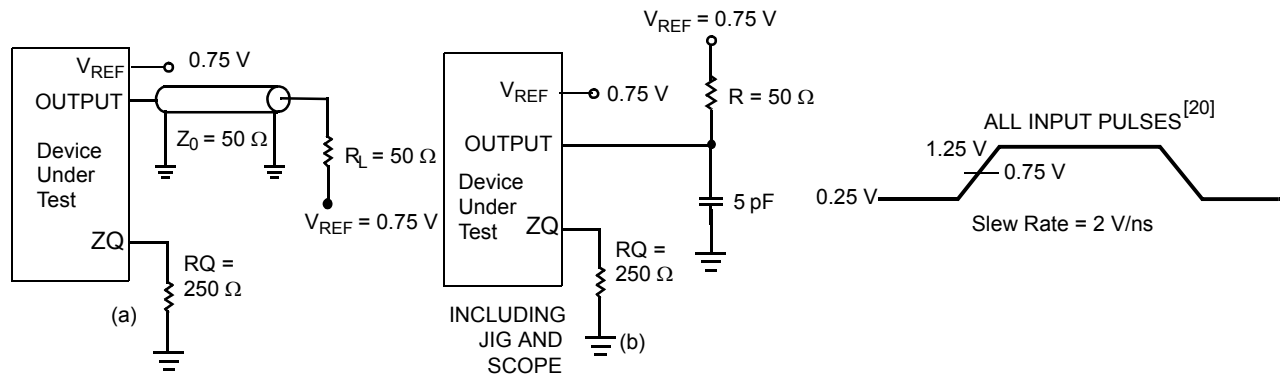 V_REF 0.75 V
OUTPUT
Z_0 = 50 Ω
Device
Under
Test
R_L = 50 Ω
V_REF = 0.75 V
ZQ
RQ =
250 Ω
(a)
V_REF = 0.75 V
R = 50 Ω
V_REF 0.75 V
OUTPUT
Device
Under
Test
5 pF
ZQ
RQ =
250 Ω
INCLUDING
JIG AND
SCOPE
(b)
ALL INPUT PULSES[20]
1.25 V
0.75 V
0.25 V
Slew Rate = 2 V/ns